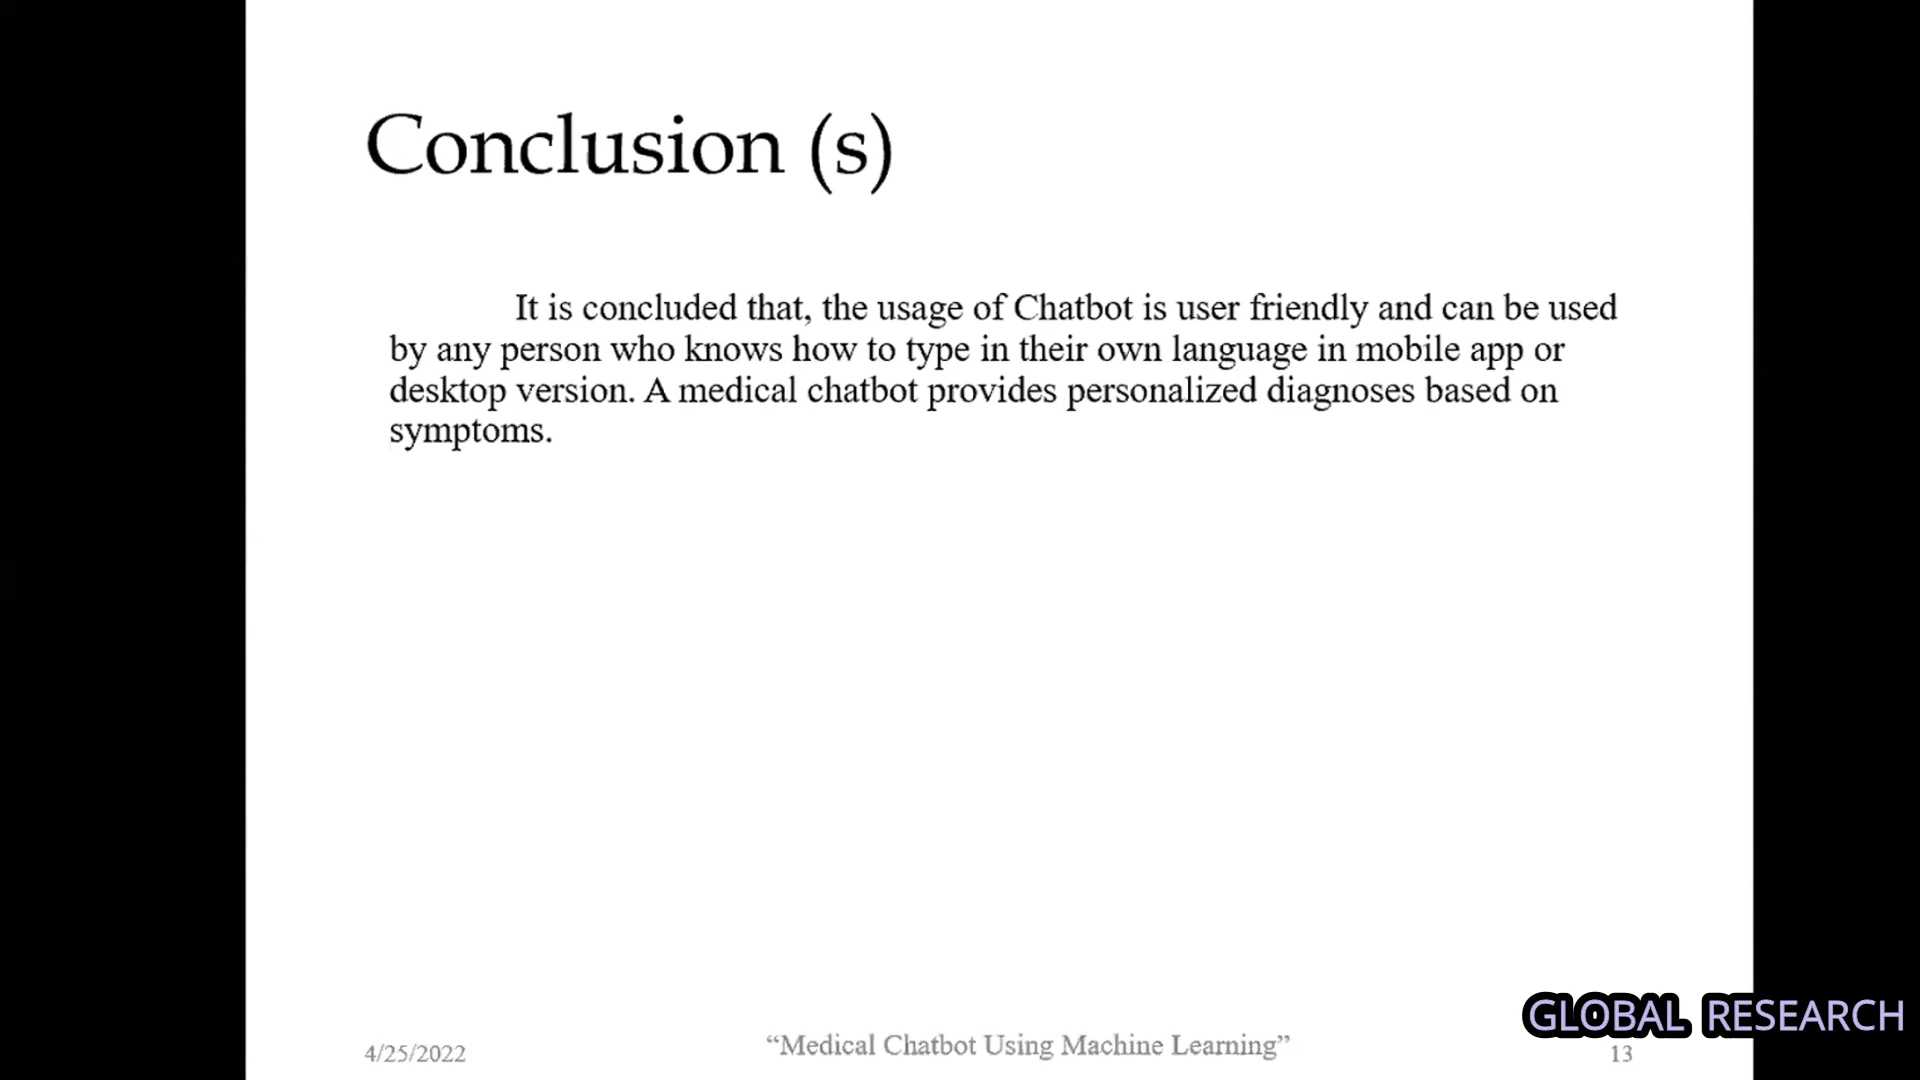 Conclusion (s)
It is concluded that, the usage of Chatbot is user friendly and can be used
by any person who knows how to type in their own language in mobile app or
desktop version. A medical chatbot provides personalized diagnoses based on
symptoms.
GLOBAL RESEARCH
4/25/2022
“Medical Chatbot Using Machine Learning”
13